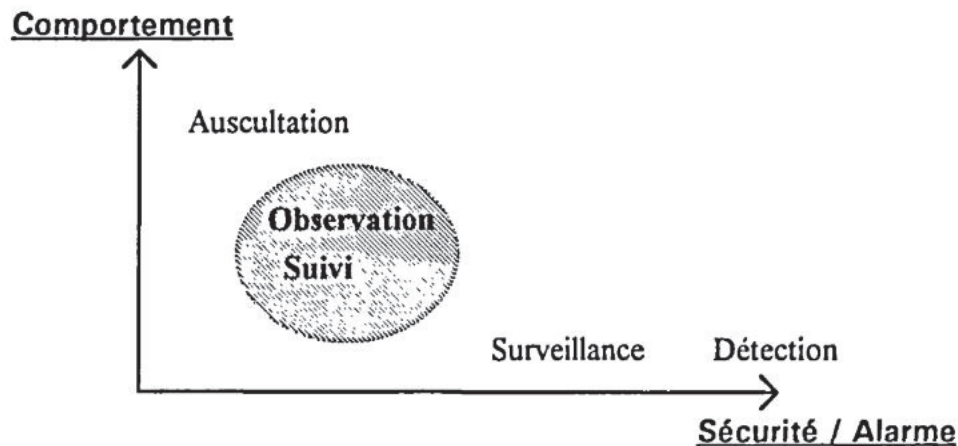 Comportement
Auscultation
Observation
Suivi
Surveillance Détection
Sécurité / Alarme